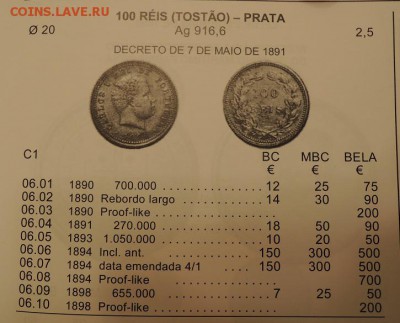 COINS.LAVE.RU
100 RÉIS (TOSTÃO) – PRATA
Ø 20 Ag 916,6 2,5
DECRETO DE 7 DE MAIO DE 1891
100 RÉIS
C1 BC MBC BELA
€ € €
06.01 1890 700.000 12 25 75
06.02 1890 Rebordo largo 14 30 90
06.03 1890 Proof-like 200
06.04 1891 270.000 18 50 90
06.05 1893 1.050.000 10 20 50
06.06 1894 Incl. ant. 150 300 500
06.07 1894 data emendada 4/1 150 300 500
06.08 1894 Proof-like 700
06.09 1898 655.000 7 25 50
06.10 1898 Proof-like 200